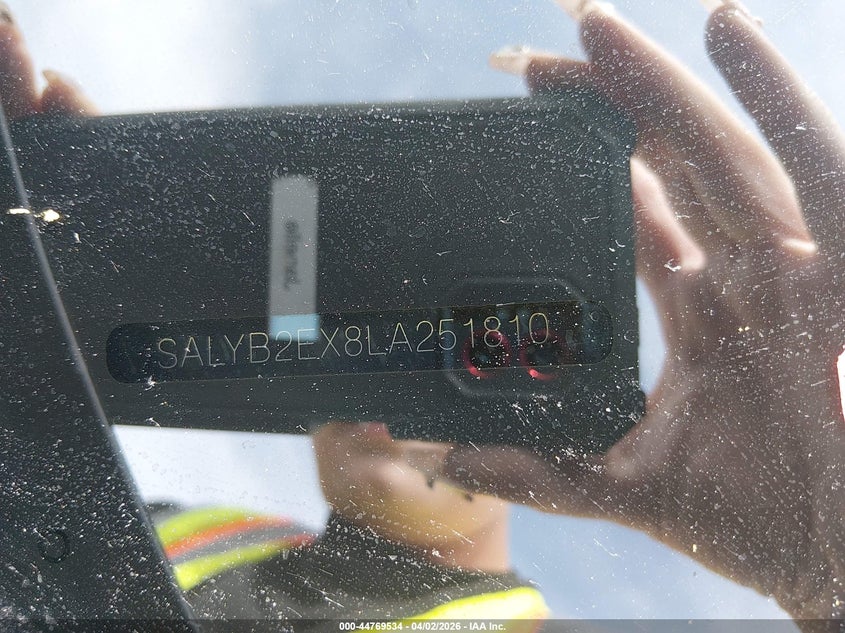 SALYB2EX8LA251810
000-44769534 - 04/02/2026 - IAA Inc.